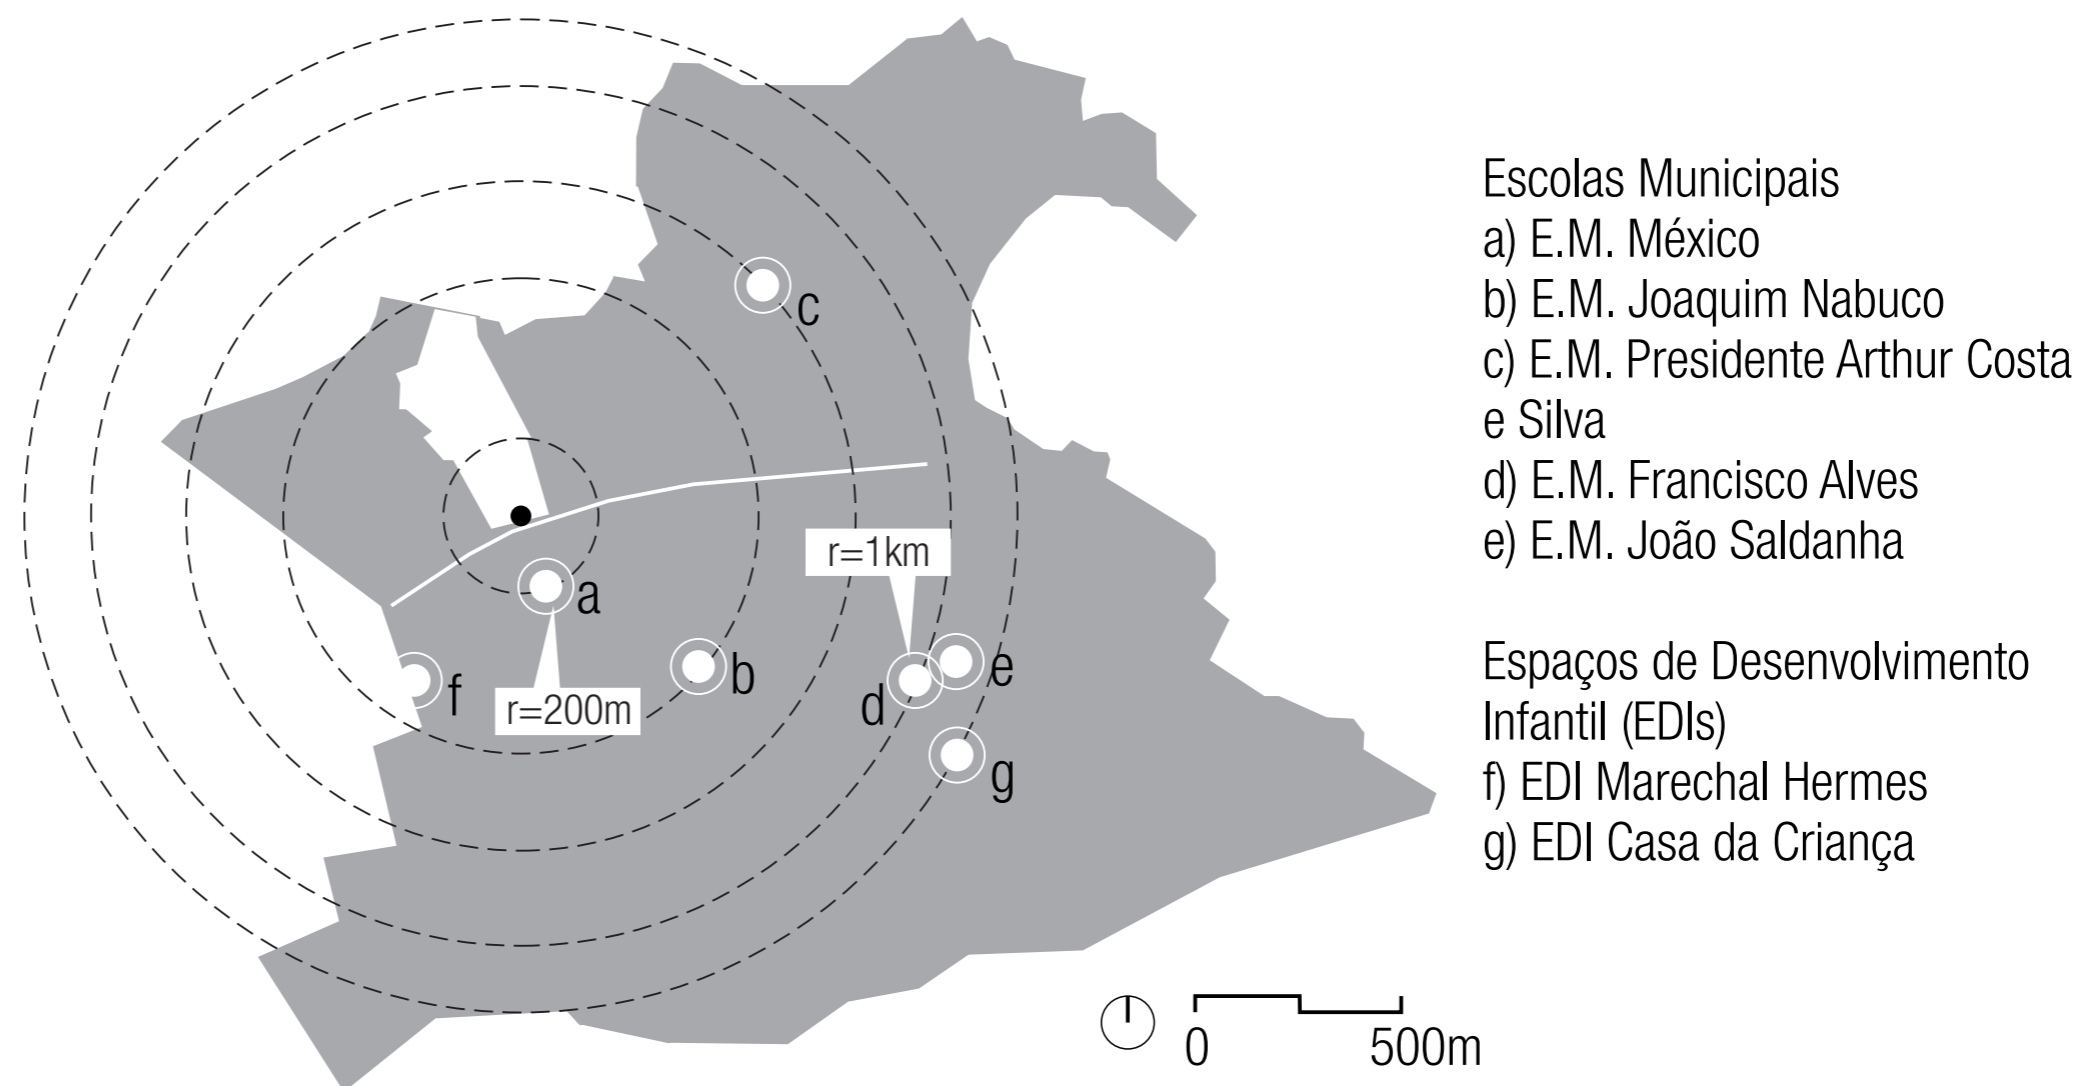 c
r=1km
a
b
e
f
r=200m
d
g
0
500m
Escolas Municipais
a) E.M. México
b) E.M. Joaquim Nabuco
c) E.M. Presidente Arthur Costa
e Silva
d) E.M. Francisco Alves
e) E.M. João Saldanha
Espaços de Desenvolvimento
Infantil (EDIs)
f) EDI Marechal Hermes
g) EDI Casa da Criança